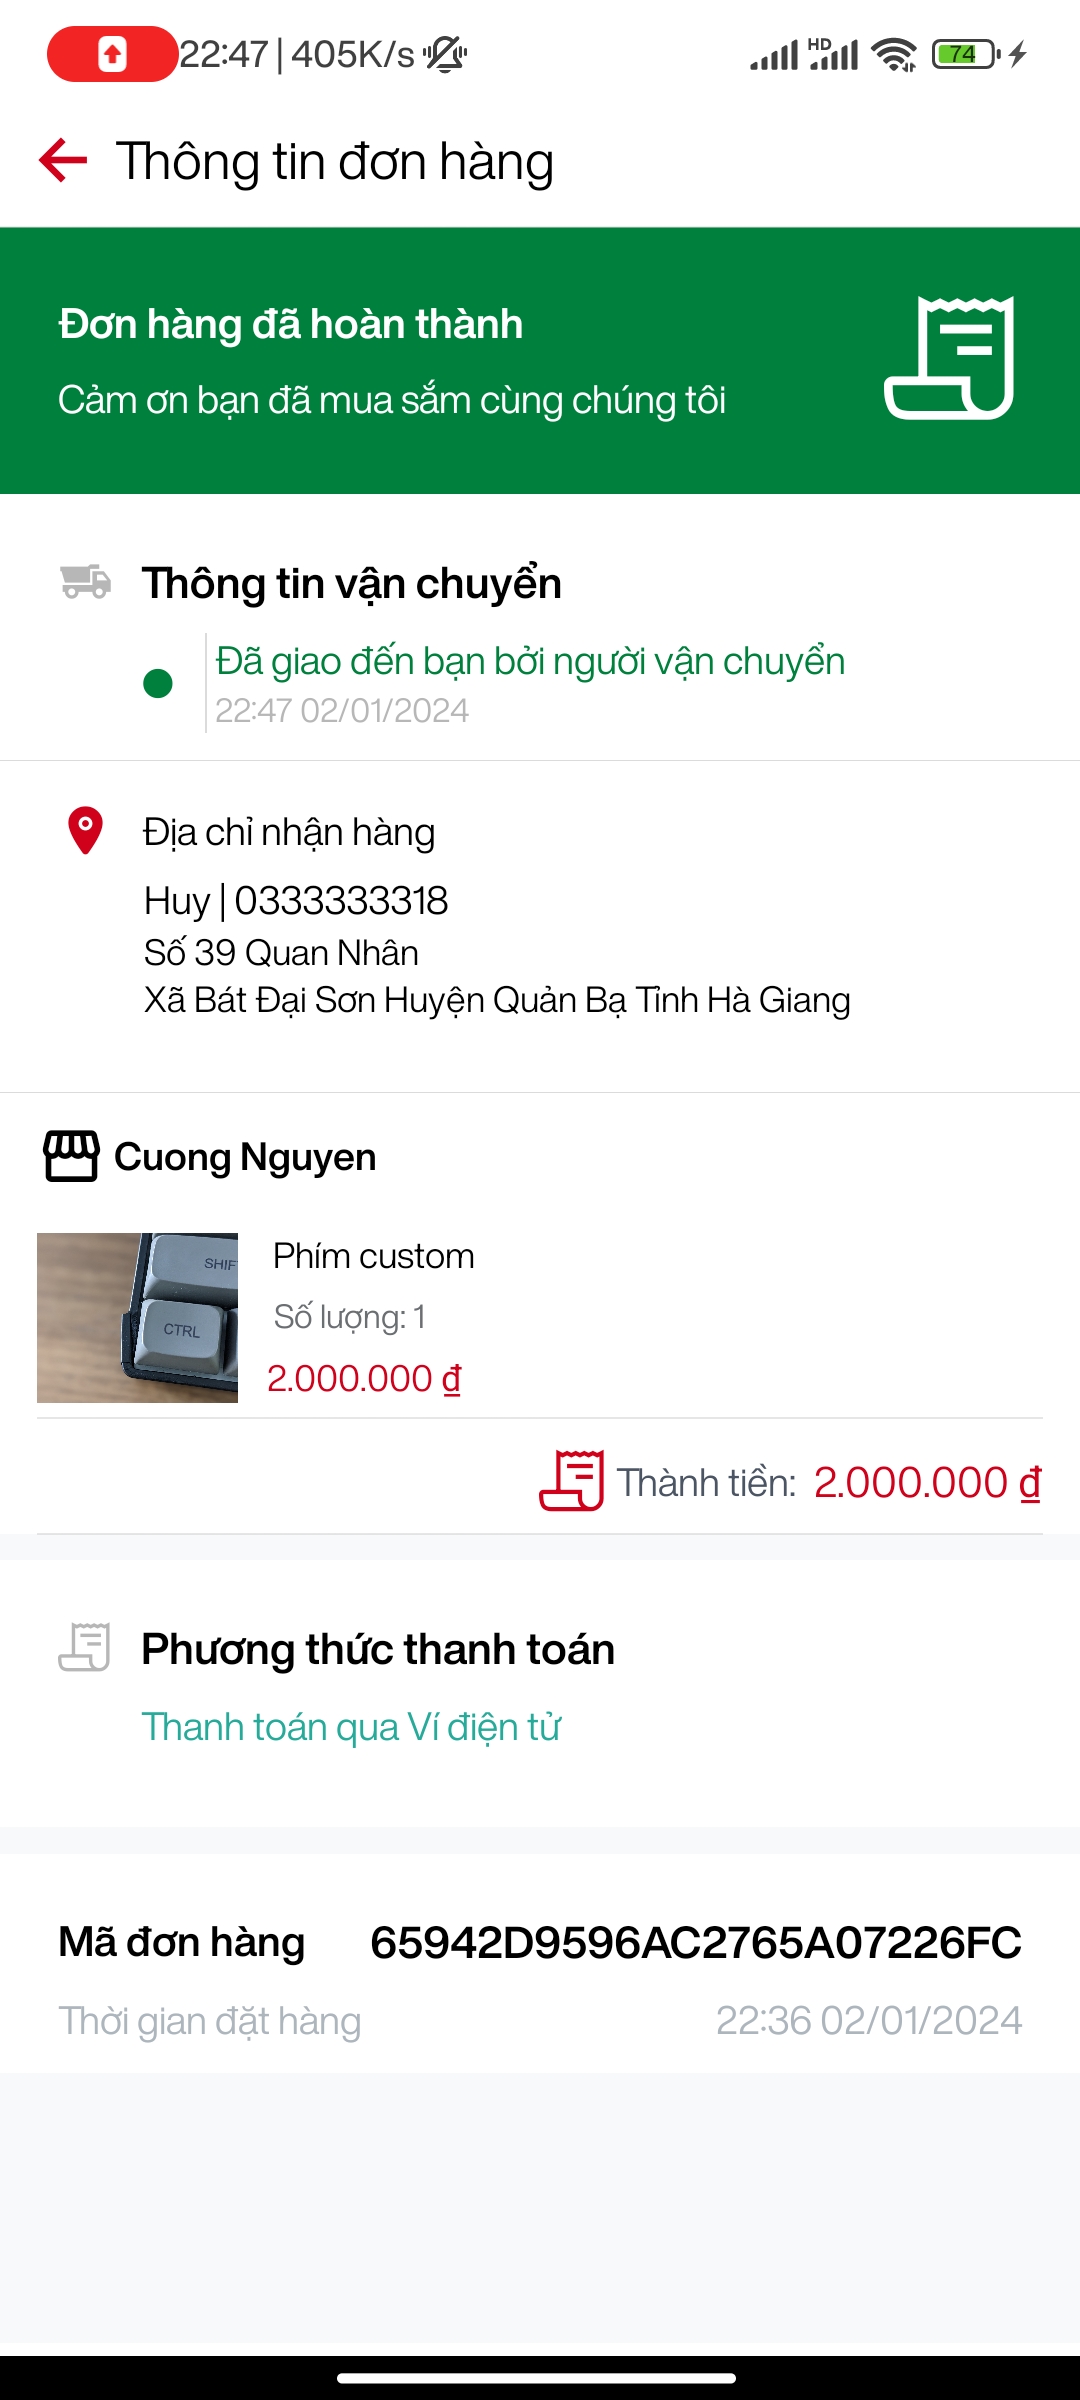 22:47 | 405K/s HD 74
Thông tin đơn hàng
Đơn hàng đã hoàn thành
Cảm ơn bạn đã mua sắm cùng chúng tôi
Thông tin vận chuyển
Đã giao đến bạn bởi người vận chuyển
22:47 02/01/2024
Địa chỉ nhận hàng
Huy | 0333333318
Số 39 Quan Nhân
Xã Bát Đại Sơn Huyện Quản Bạ Tỉnh Hà Giang
Cuong Nguyen
SHIF
CTRL
Phím custom
Số lượng: 1
2.000.000 ₫
Thành tiền: 2.000.000 ₫
Phương thức thanh toán
Thanh toán qua Ví điện tử
Mã đơn hàng 65942D9596AC2765A07226FC
Thời gian đặt hàng 22:36 02/01/2024